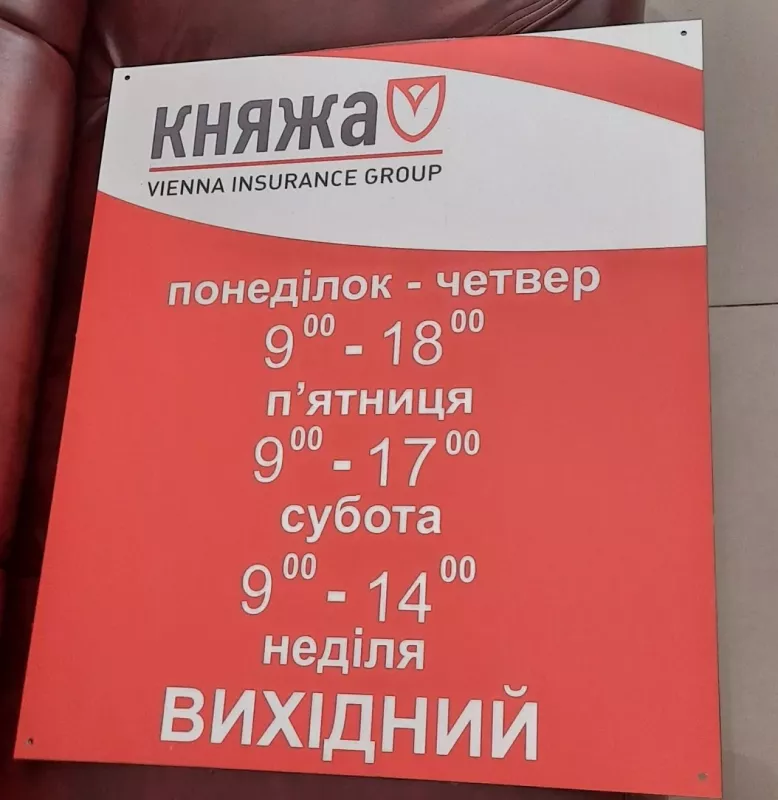 княжа
VIENNA INSURANCE GROUP
понеділок - четвер
9⁰⁰ - 18⁰⁰
п’ятниця
9⁰⁰ - 17⁰⁰
субота
9⁰⁰ - 14⁰⁰
неділя
ВИХІДНИЙ